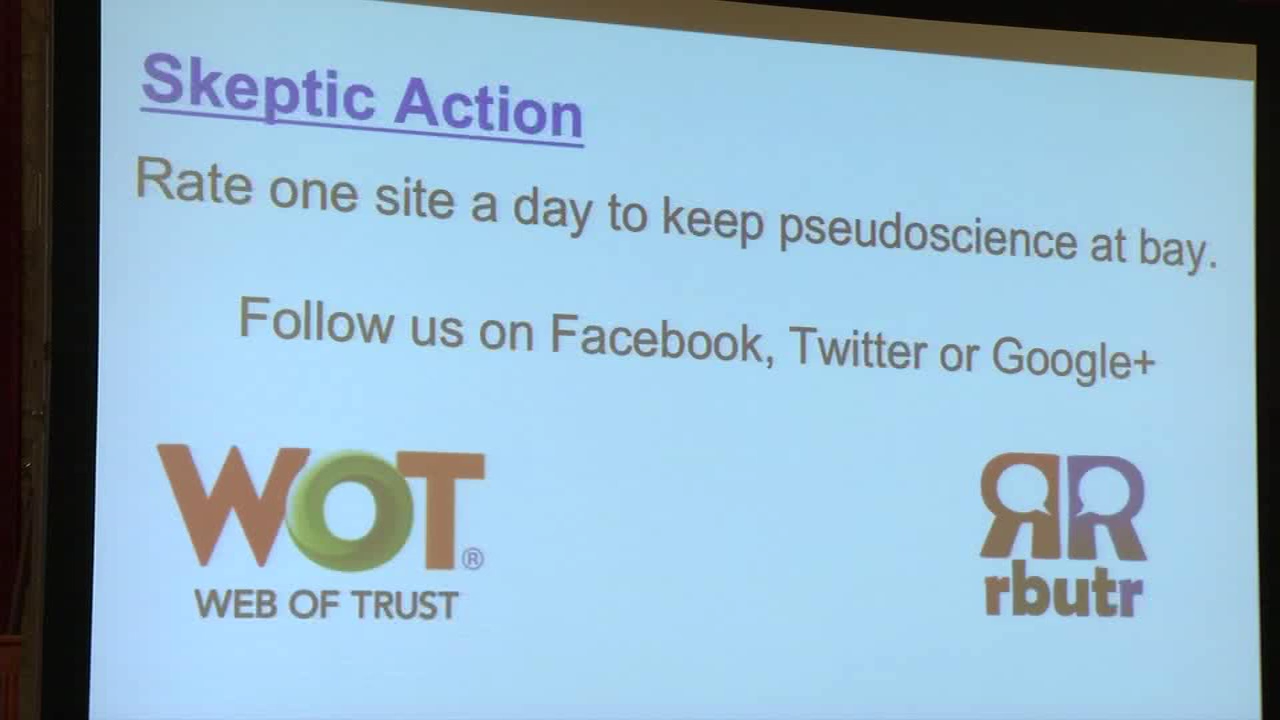 Skeptic Action
Rate one site a day to keep pseudoscience at bay.
Follow us on Facebook, Twitter or Google+
WOT®
WEB OF TRUST
RR
rbutr